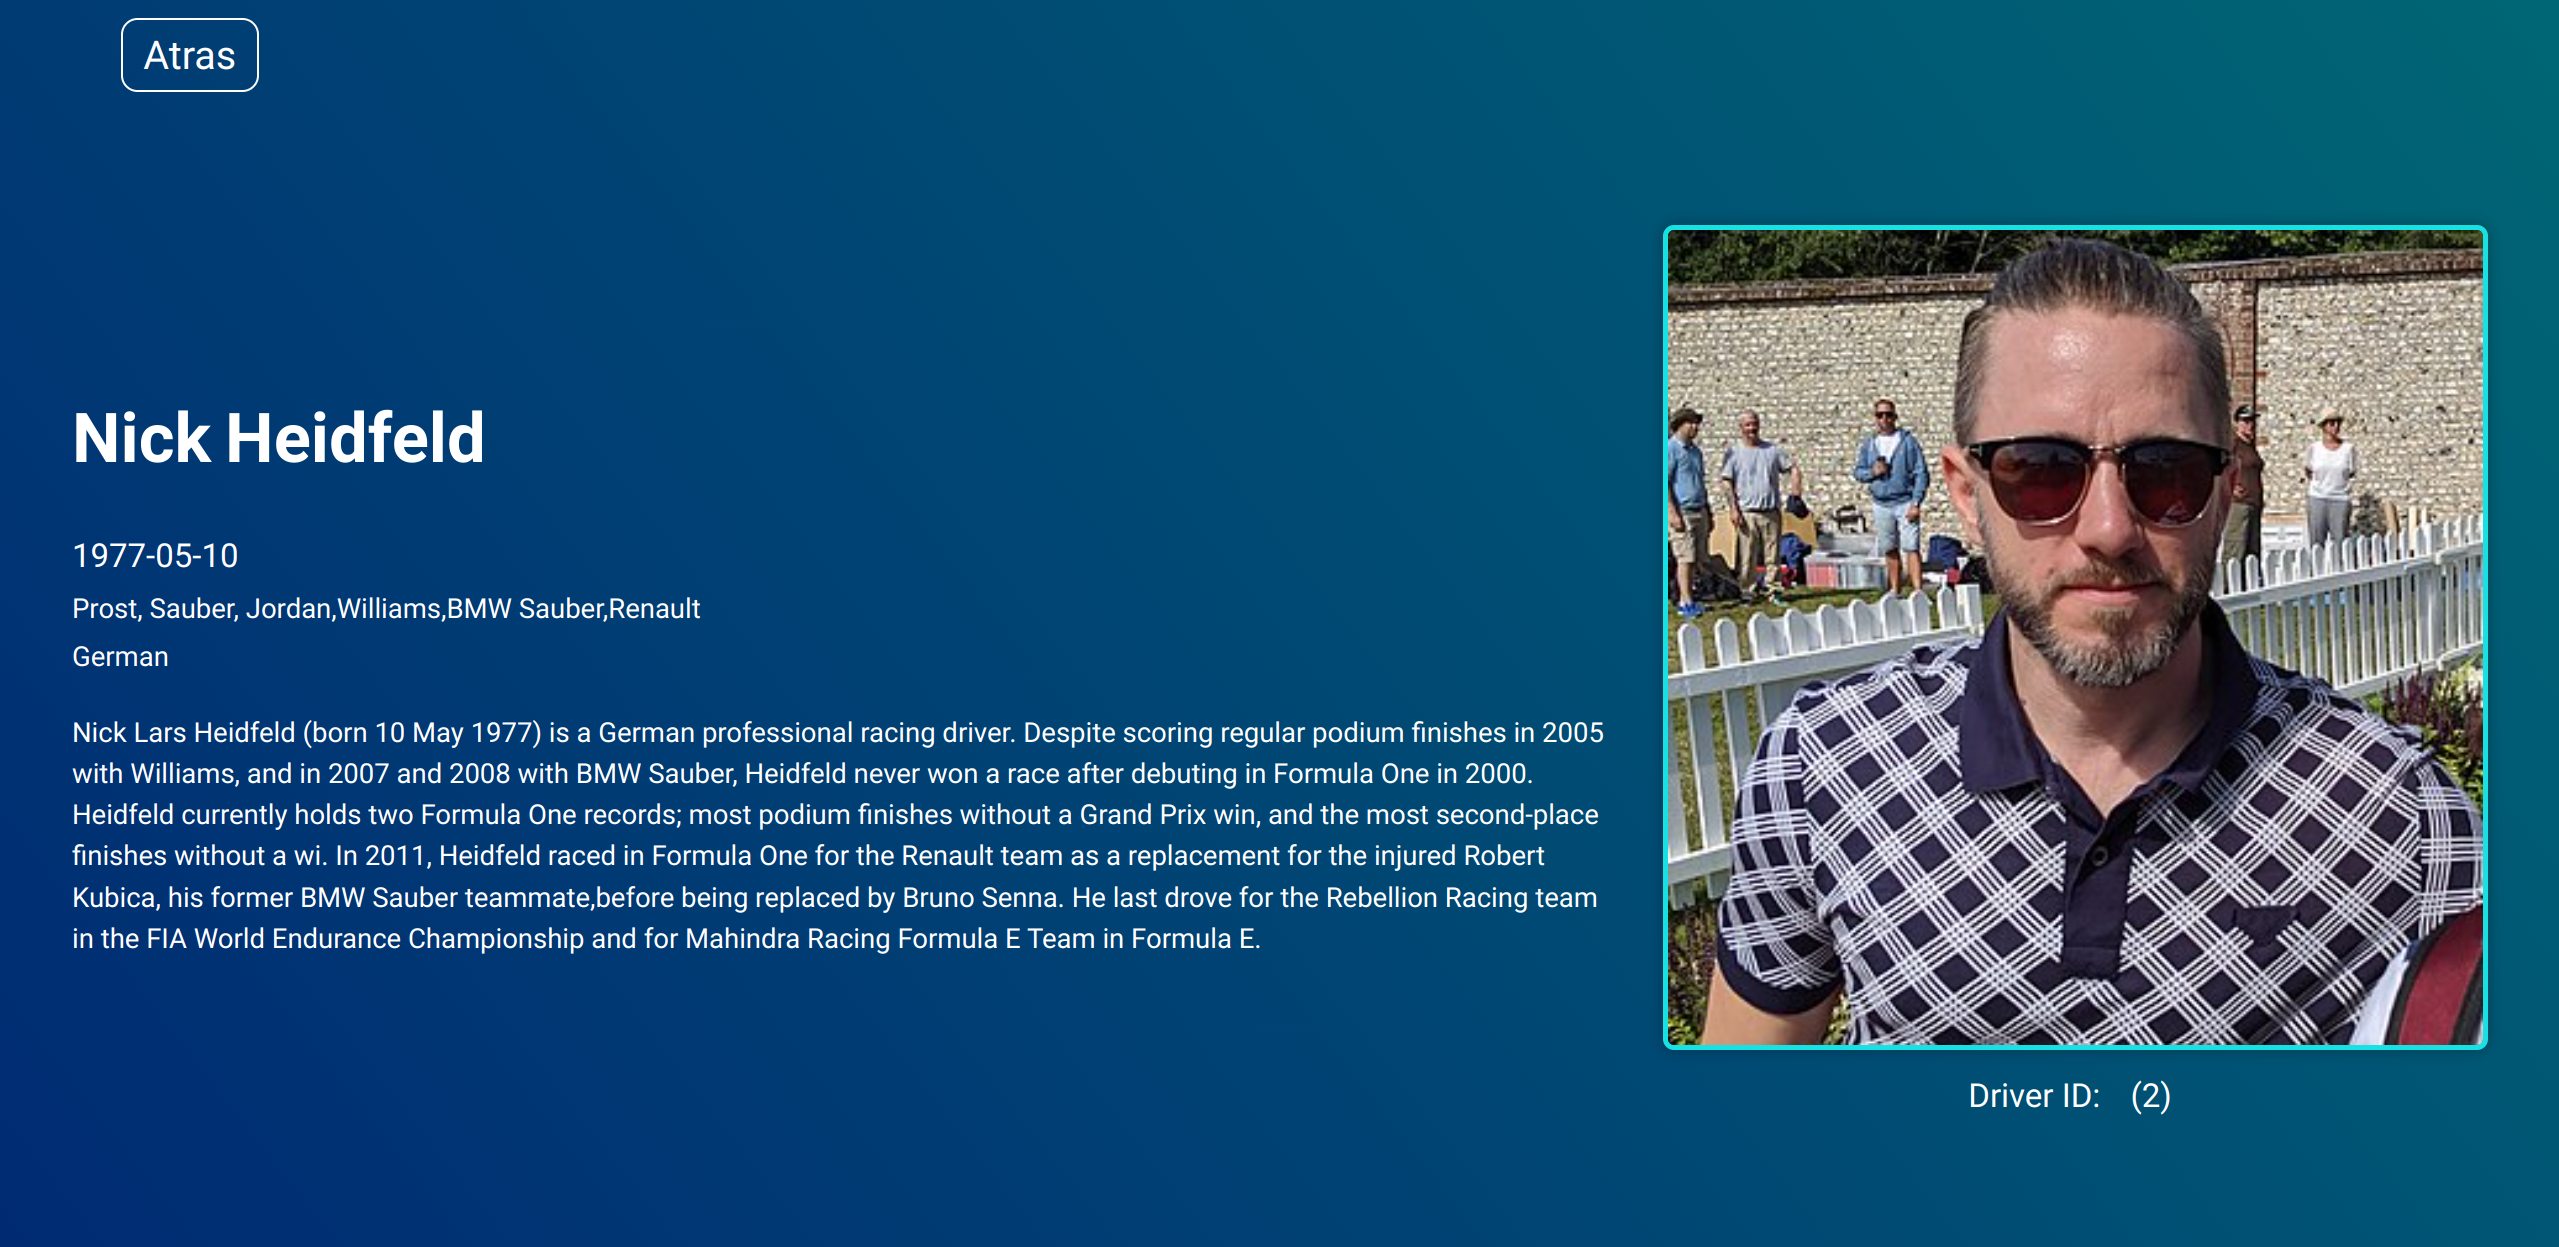 Atras
Nick Heidfeld
1977-05-10
Prost, Sauber, Jordan,Williams,BMW Sauber,Renault
German
Nick Lars Heidfeld (born 10 May 1977) is a German professional racing driver. Despite scoring regular podium finishes in 2005
with Williams, and in 2007 and 2008 with BMW Sauber, Heidfeld never won a race after debuting in Formula One in 2000.
Heidfeld currently holds two Formula One records; most podium finishes without a Grand Prix win, and the most second-place
finishes without a wi. In 2011, Heidfeld raced in Formula One for the Renault team as a replacement for the injured Robert
Kubica, his former BMW Sauber teammate,before being replaced by Bruno Senna. He last drove for the Rebellion Racing team
in the FIA World Endurance Championship and for Mahindra Racing Formula E Team in Formula E.
Driver ID: (2)